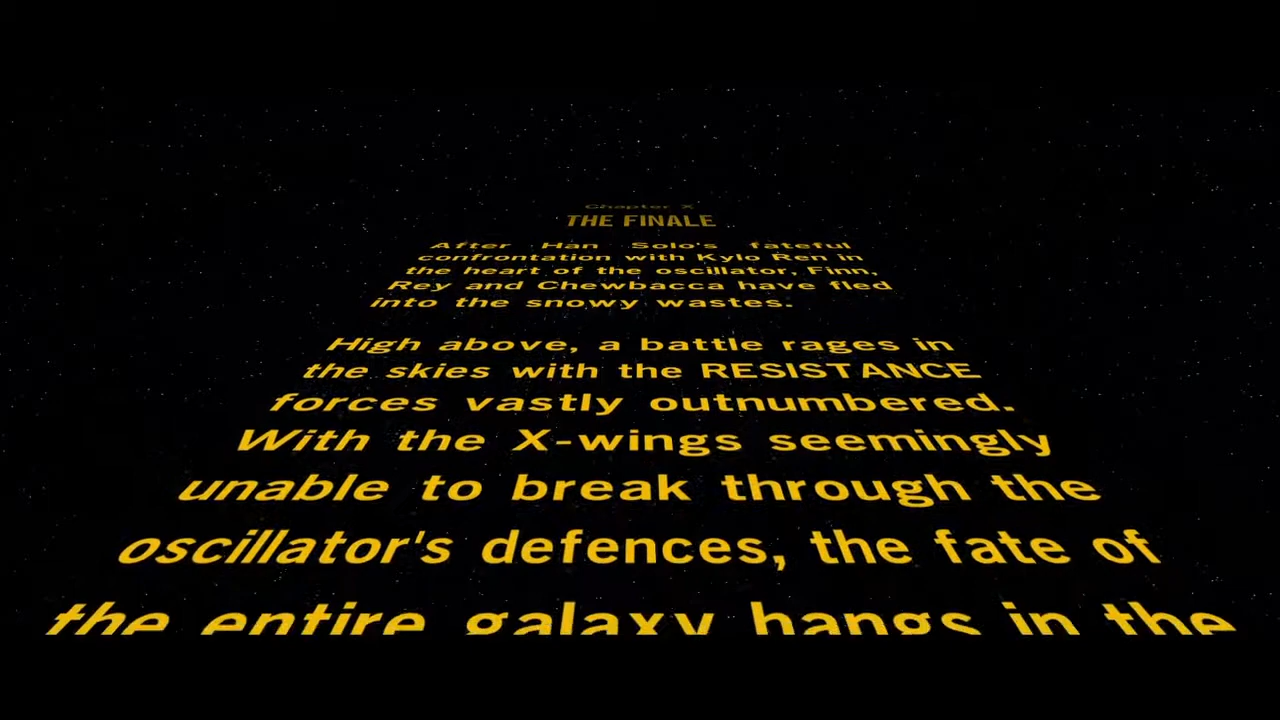 Chapter X
THE FINALE
After Han Solo's fateful
confrontation with Kylo Ren in
the heart of the oscillator, Finn,
Rey and Chewbacca have fled
into the snowy wastes.
High above, a battle rages in
the skies with the RESISTANCE
forces vastly outnumbered.
With the X-wings seemingly
unable to break through the
oscillator's defences, the fate of
the entire galaxy hangs in the